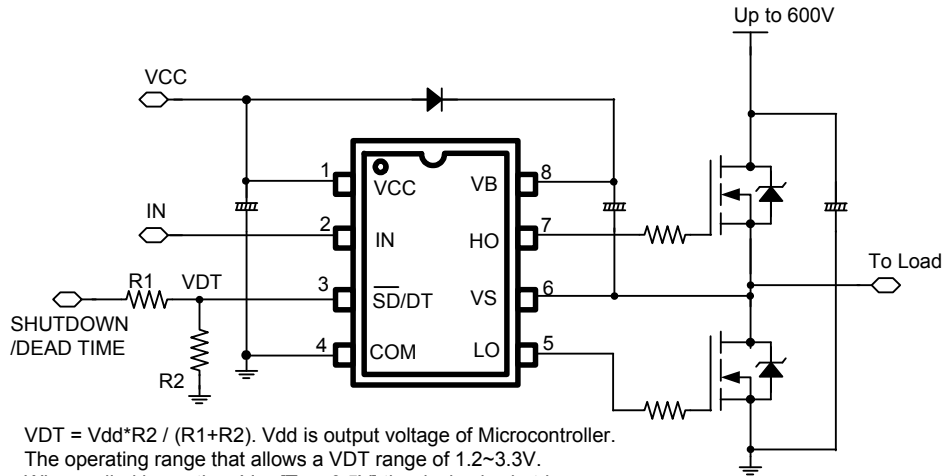 Up to 600V
VCC
1
VCC
VB
8
IN
2
IN
HO
7
To Load
R1
VDT
3
SD/DT
VS
6
SHUTDOWN
/DEAD TIME
4
COM
LO
5
R2
VDT = Vdd*R2 / (R1+R2). Vdd is output voltage of Microcontroller.
The operating range that allows a VDT range of 1.2~3.3V.